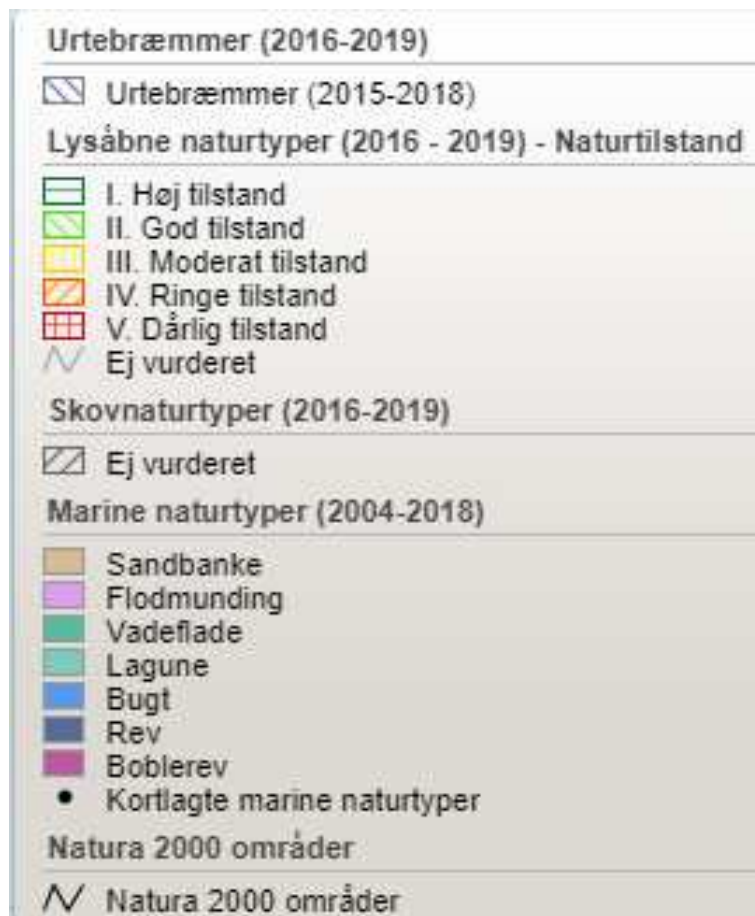 Urtebræmmer (2016-2019)
Urtebræmmer (2015-2018)
Lysåbne naturtyper (2016 - 2019) - Naturtilstand
I. Høj tilstand
II. God tilstand
III. Moderat tilstand
IV. Ringe tilstand
V. Dårlig tilstand
Ej vurderet
Skovnaturtyper (2016-2019)
Ej vurderet
Marine naturtyper (2004-2018)
Sandbanke
Flodmunding
Vadeflade
Lagune
Bugt
Rev
Boblerev
Kortlagte marine naturtyper
Natura 2000 områder
Natura 2000 områder